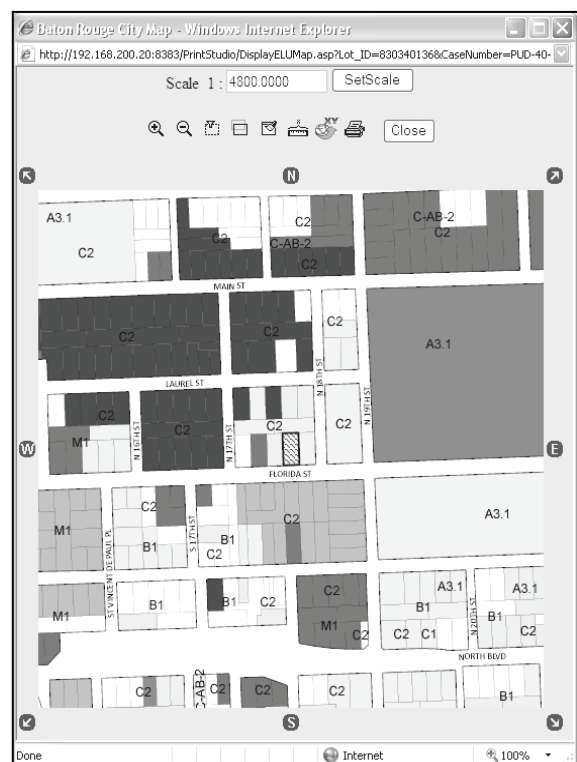 Baton Rouge City Map - Windows Internet Explorer
http://192.168.200.20:8383/PrintStudio/DisplayELUMap.asp?Lot_ID=830340136&CaseNumber=PUD-40-
Scale 1 : 4800.0000 SetScale
XY
Close
N
A3.1
C2
C2
C2
C-AB-2
C2
C-AB-2
C2
MAIN ST
C2
C2
C2
A3.1
N 18TH ST
N 19TH ST
LAUREL ST
C2
M1
N 16TH ST
C2
N 17TH ST
C2
C2
W
E
FLORIDA ST
M1
ST VINCENT DE PAUL PL
C2
B1
S 17TH ST
B1
C2
C2
A3.1
M1
B1
B1
C2
C2
M1
C2
A3.1
B1
C2
C1
N 20TH ST
A3.1
B1
C2
NORTH BLVD
C2
C-AB-2
C2
C2
C2
B1
S
Done
Internet
100%